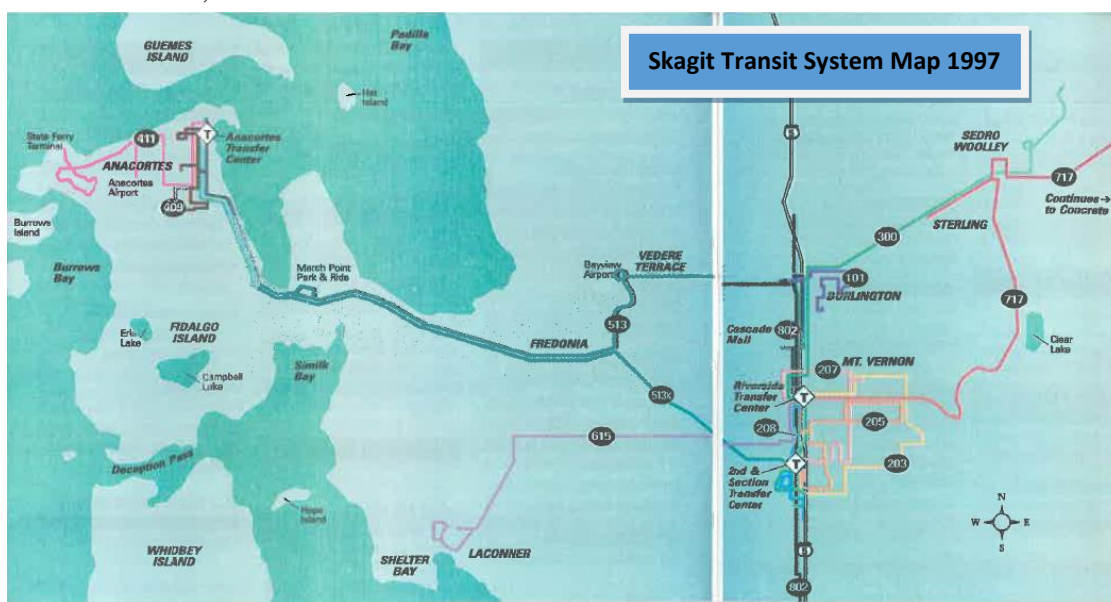 Skagit Transit System Map 1997
GUEMES
ISLAND
Padilla
Bay
Hat
Island
State Ferry
Terminal
411
T
Anacortes
Transfer
Center
ANACORTES
Anacortes
Airport
409
Burrows
Island
Burrows
Bay
March Point
Park & Ride
Bayview
Airport
VEDERE
TERRACE
513
FREDONIA
FIDALGO
ISLAND
Lake
Campbell
Lake
Similk
Bay
513x
615
Deception Pass
Hope
Island
WHIDBEY
ISLAND
SHELTER
BAY
LACONNER
5
SEDRO
WOOLLEY
717
Continues→
to Concrete
STERLING
300
101
BURLINGTON
717
Cascade
Mall
802
Clear
Lake
207
MT. VERNON
Riverside
Transfer
Center
T
205
208
203
2nd &
Section
Transfer
Center
T
N
W
E
S
5
802